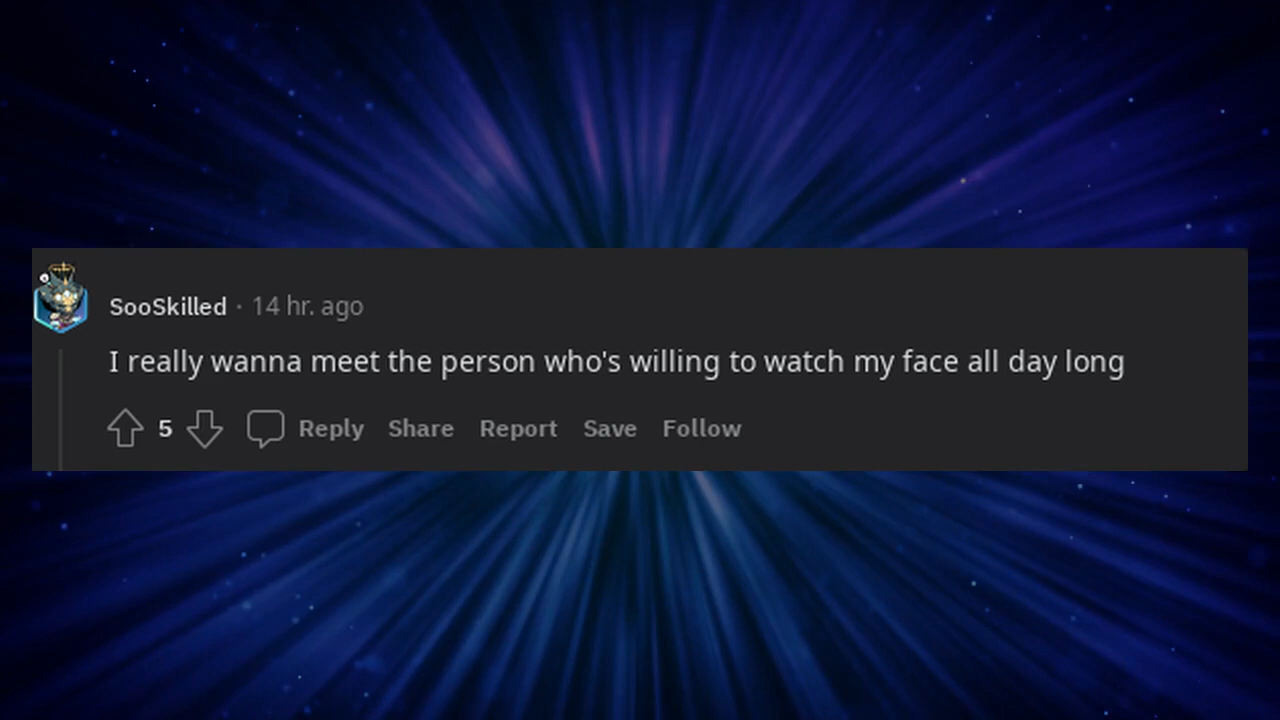 SooSkilled · 14 hr. ago
I really wanna meet the person who's willing to watch my face all day long
5 Reply Share Report Save Follow